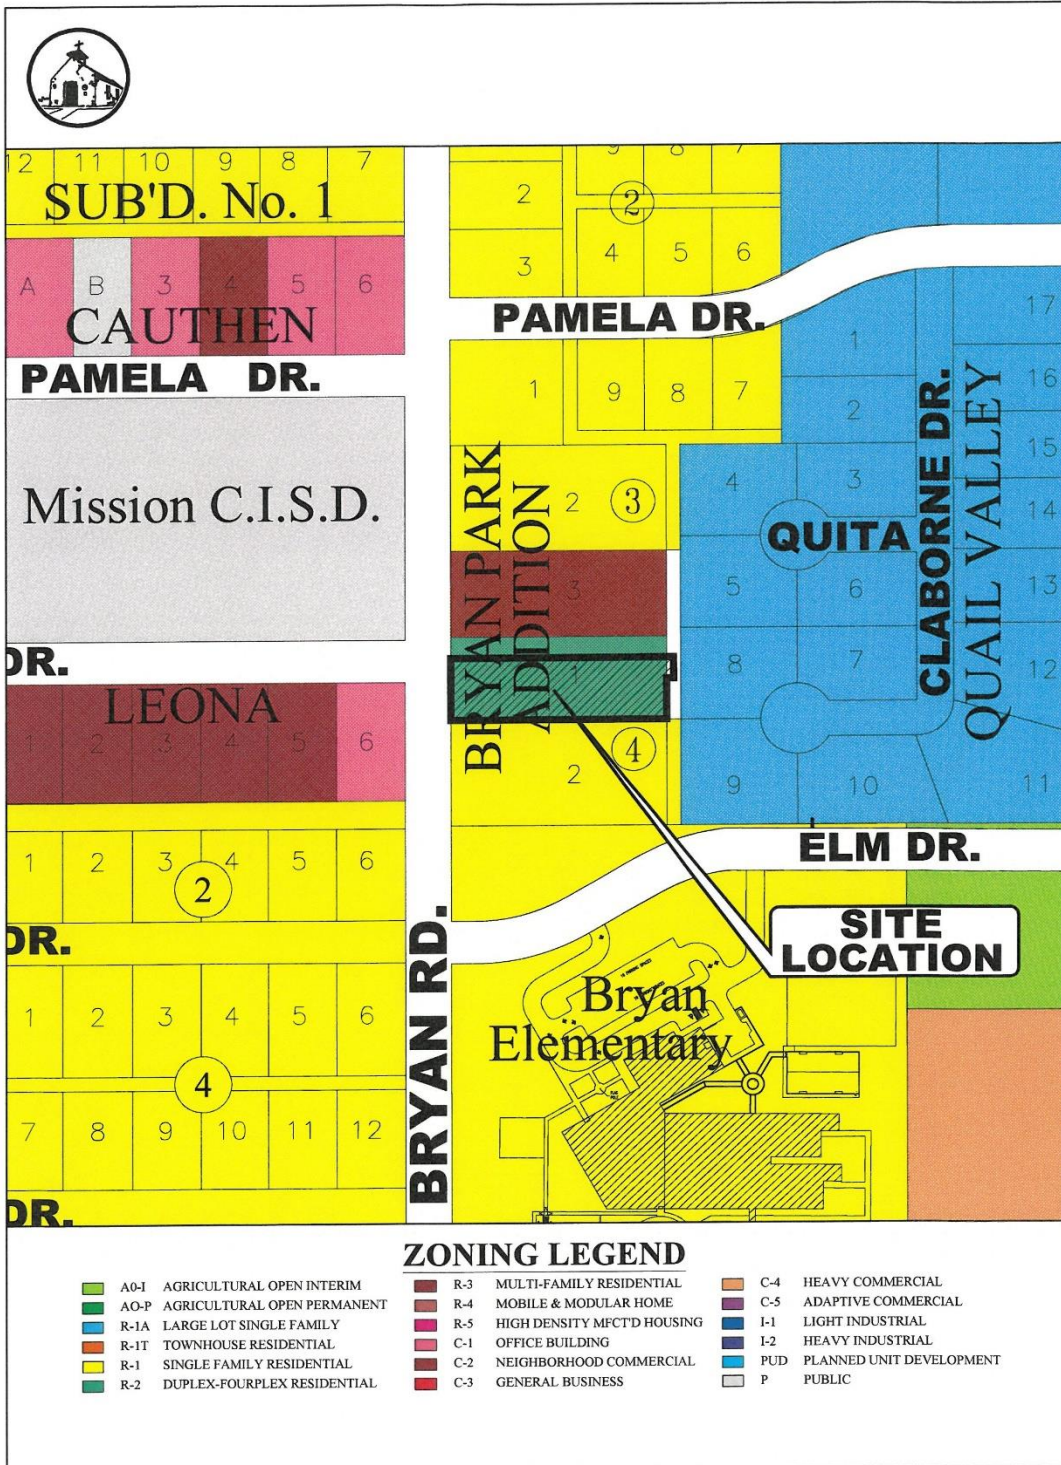 12 11 10 9 8 7
SUB'D. No. 1
A B 3 4 5 6
CAUTHEN
PAMELA DR.
Mission C.I.S.D.
DR.
LEONA
1 2 3 4 5 6
1 2 3 4 5 6
2
DR.
1 2 3 4 5 6
4
7 8 9 10 11 12
DR.
BRYAN RD.
9 8 7
2
2
3 4 5 6
PAMELA DR.
1 9 8 7
2 3
3
1
4
2
BRYAN PARK
ADDITION
1
2
3
4
5
6
7
8
9
10
11
12
13
14
15
16
17
QUITA
CLABORNE DR.
QUAIL VALLEY
ELM DR.
SITE
LOCATION
Bryan
Elementary
ZONING LEGEND
A0-I AGRICULTURAL OPEN INTERIM
AO-P AGRICULTURAL OPEN PERMANENT
R-1A LARGE LOT SINGLE FAMILY
R-1T TOWNHOUSE RESIDENTIAL
R-1 SINGLE FAMILY RESIDENTIAL
R-2 DUPLEX-FOURPLEX RESIDENTIAL
R-3 MULTI-FAMILY RESIDENTIAL
R-4 MOBILE & MODULAR HOME
R-5 HIGH DENSITY MFCT'D HOUSING
C-1 OFFICE BUILDING
C-2 NEIGHBORHOOD COMMERCIAL
C-3 GENERAL BUSINESS
C-4 HEAVY COMMERCIAL
C-5 ADAPTIVE COMMERCIAL
I-1 LIGHT INDUSTRIAL
I-2 HEAVY INDUSTRIAL
PUD PLANNED UNIT DEVELOPMENT
P PUBLIC